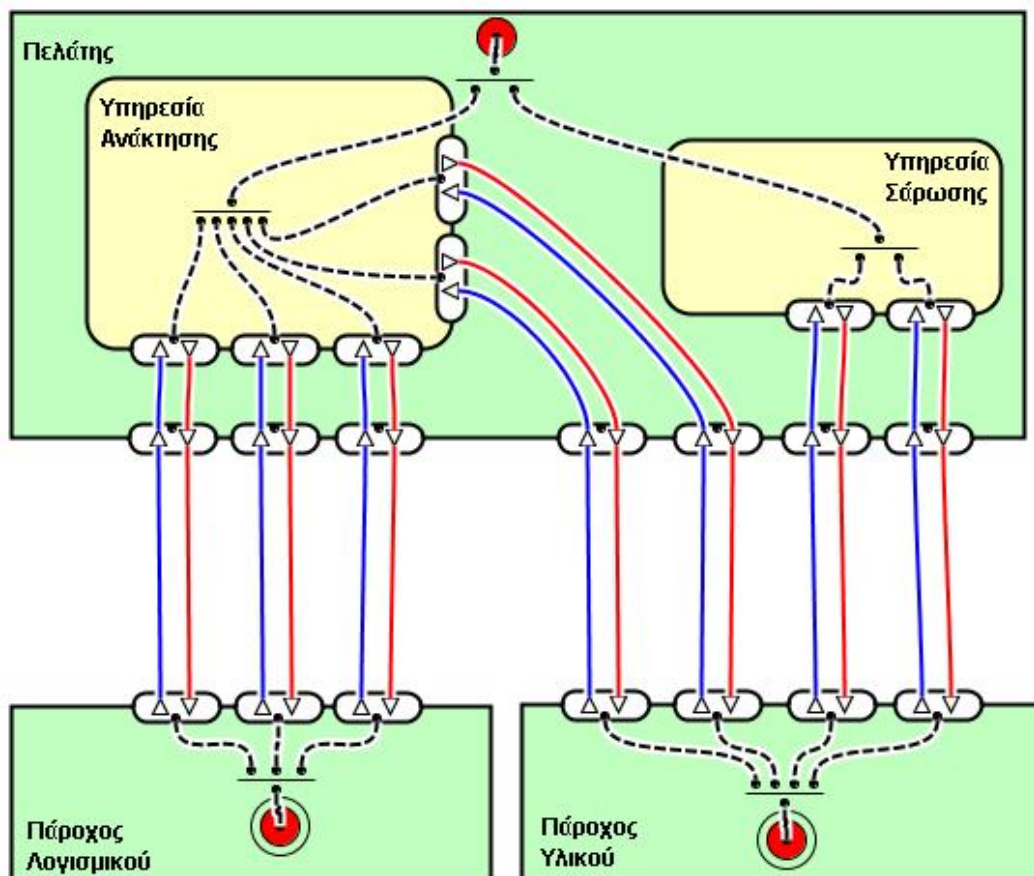 Πελάτης
Υπηρεσία
Ανάκτησης
Υπηρεσία
Σάρωσης
Πάροχος
Λογισμικού
Πάροχος
Υλικού